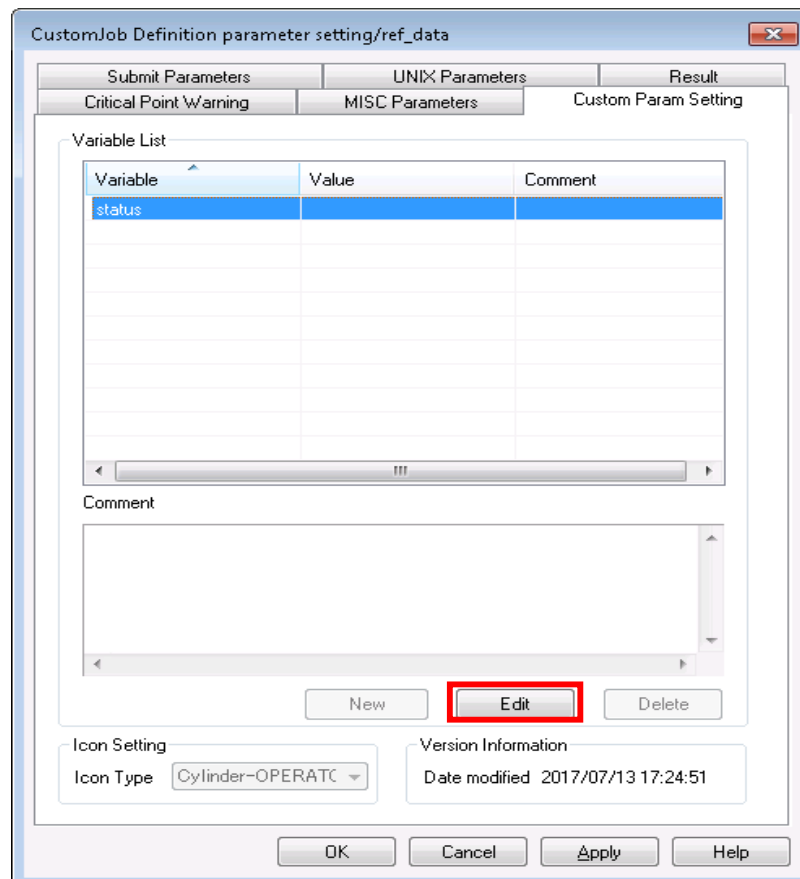 CustomJob Definition parameter setting/ref_data
Submit Parameters UNIX Parameters Result
Critical Point Warning MISC Parameters Custom Param Setting
Variable List
Variable Value Comment
status
Comment
New Edit Delete
Icon Setting Version Information
Icon Type Cylinder-OPERATC Date modified 2017/07/13 17:24:51
OK Cancel Apply Help